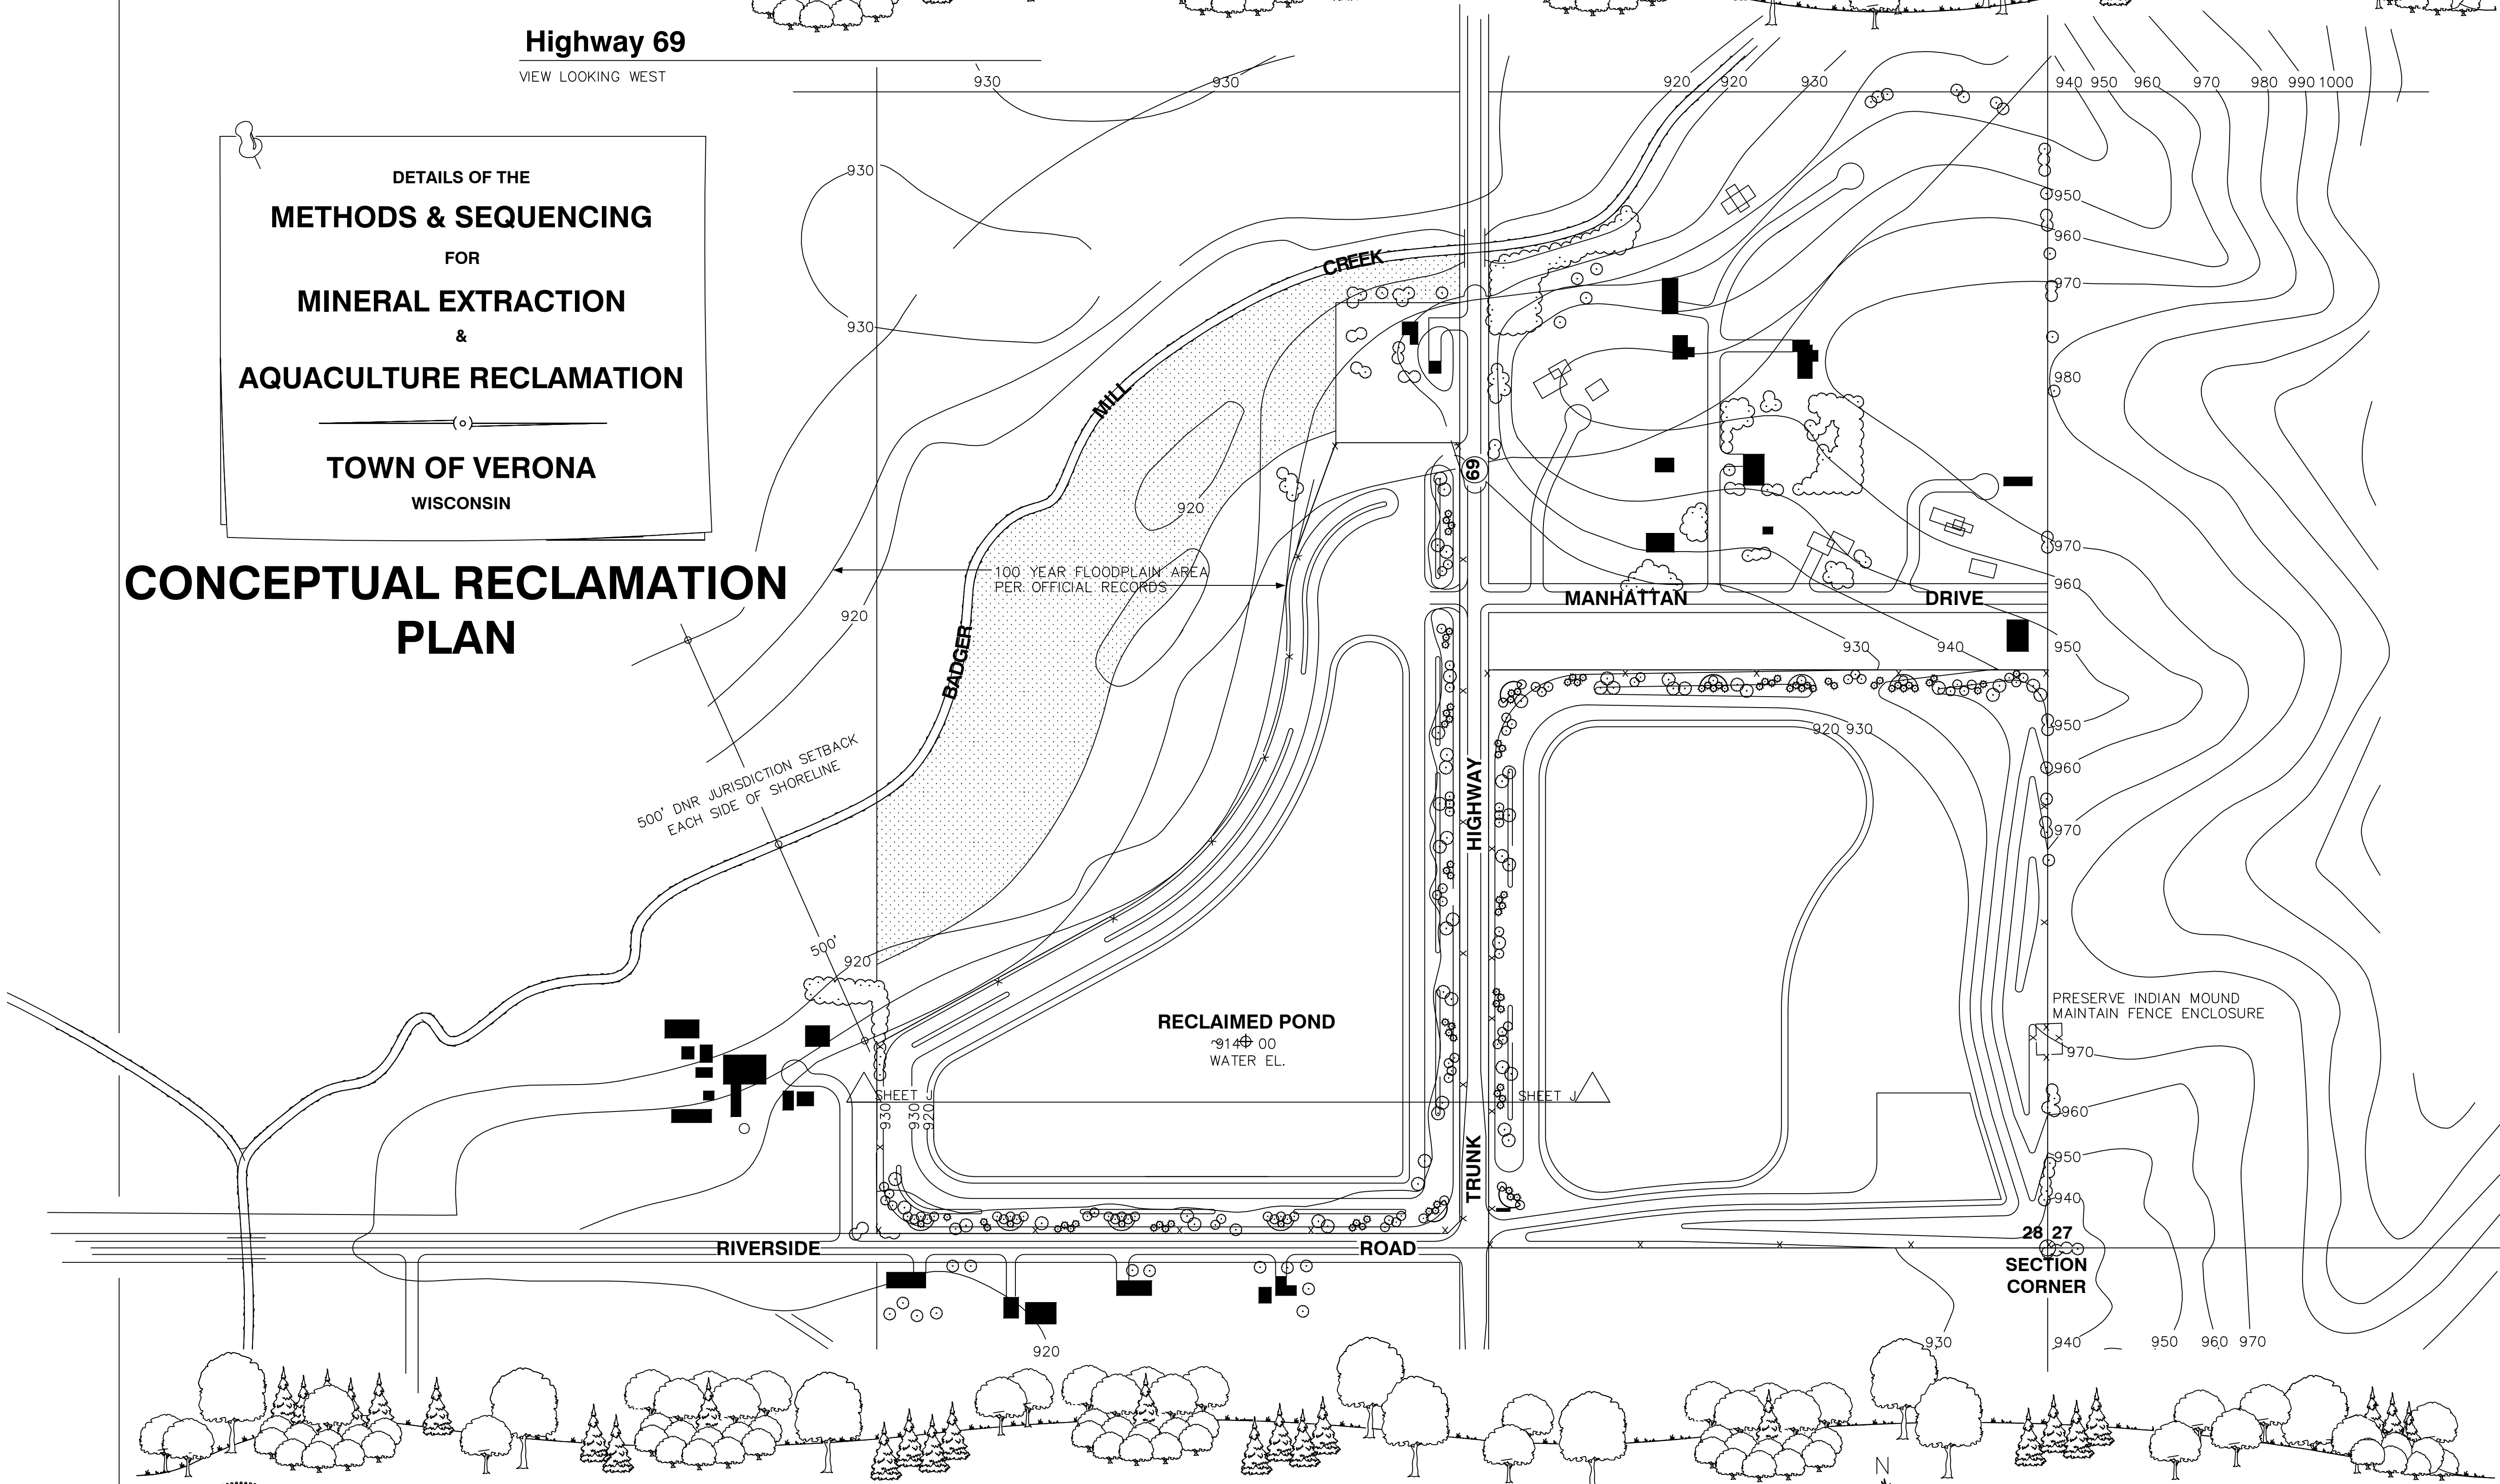 Highway 69
VIEW LOOKING WEST
DETAILS OF THE
METHODS & SEQUENCING
FOR
MINERAL EXTRACTION
&
AQUACULTURE RECLAMATION
TOWN OF VERONA
WISCONSIN
CONCEPTUAL RECLAMATION
PLAN
930
930
920
920
930
940
950
960
970
980
990
1000
930
930
950
960
970
980
970
960
950
950
960
970
CREEK
MILL
BADGER
69
920
100 YEAR FLOODPLAIN AREA
PER OFFICIAL RECORDS
920
MANHATTAN
DRIVE
930
940
920
930
500' DNR JURISDICTION SETBACK
EACH SIDE OF SHORELINE
500'
920
HIGHWAY
TRUNK
PRESERVE INDIAN MOUND
MAINTAIN FENCE ENCLOSURE
970
960
950
940
RECLAIMED POND
~914 00
WATER EL.
SHEET J
SHEET J
930
930
920
RIVERSIDE
ROAD
28
27
SECTION
CORNER
920
930
940
950
960
970
N